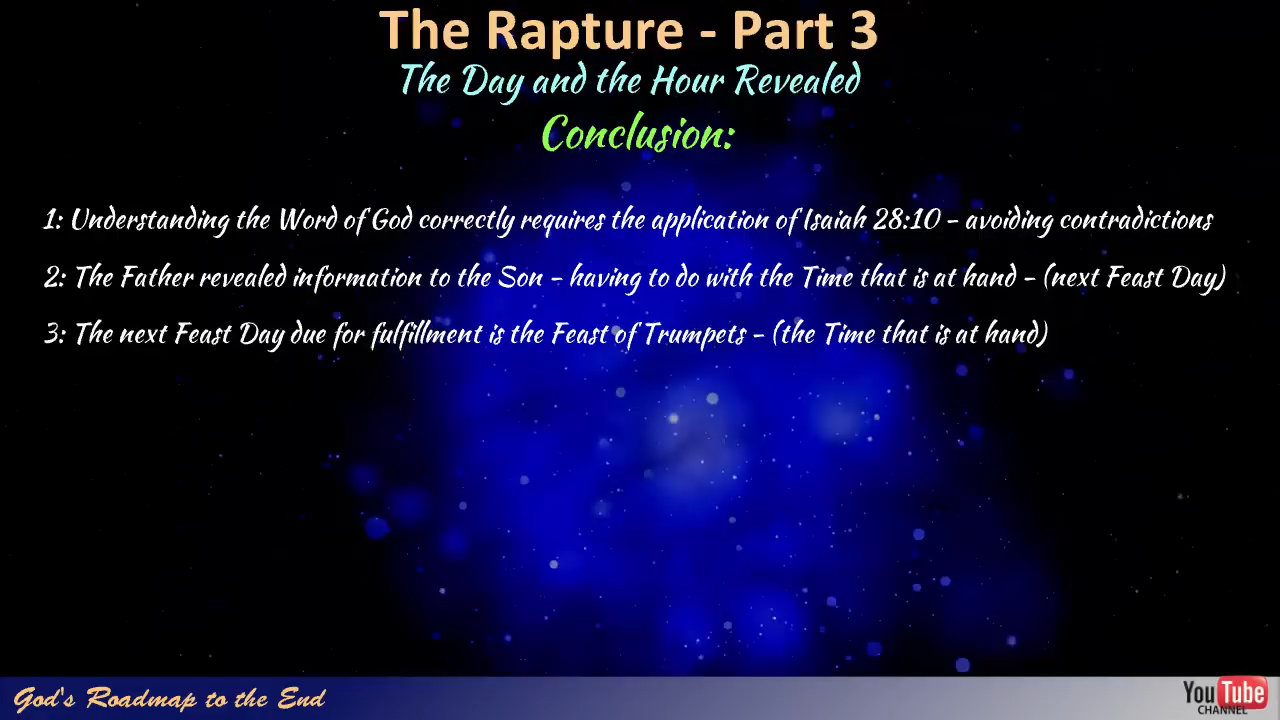 The Rapture - Part 3
The Day and the Hour Revealed
Conclusion:
1: Understanding the Word of God correctly requires the application of Isaiah 28:10 - avoiding contradictions
2: The Father revealed information to the Son - having to do with the Time that is at hand - (next Feast Day)
3: The next Feast Day due for fulfillment is the Feast of Trumpets - (the Time that is at hand)
God's Roadmap to the End
YouTube
CHANNEL